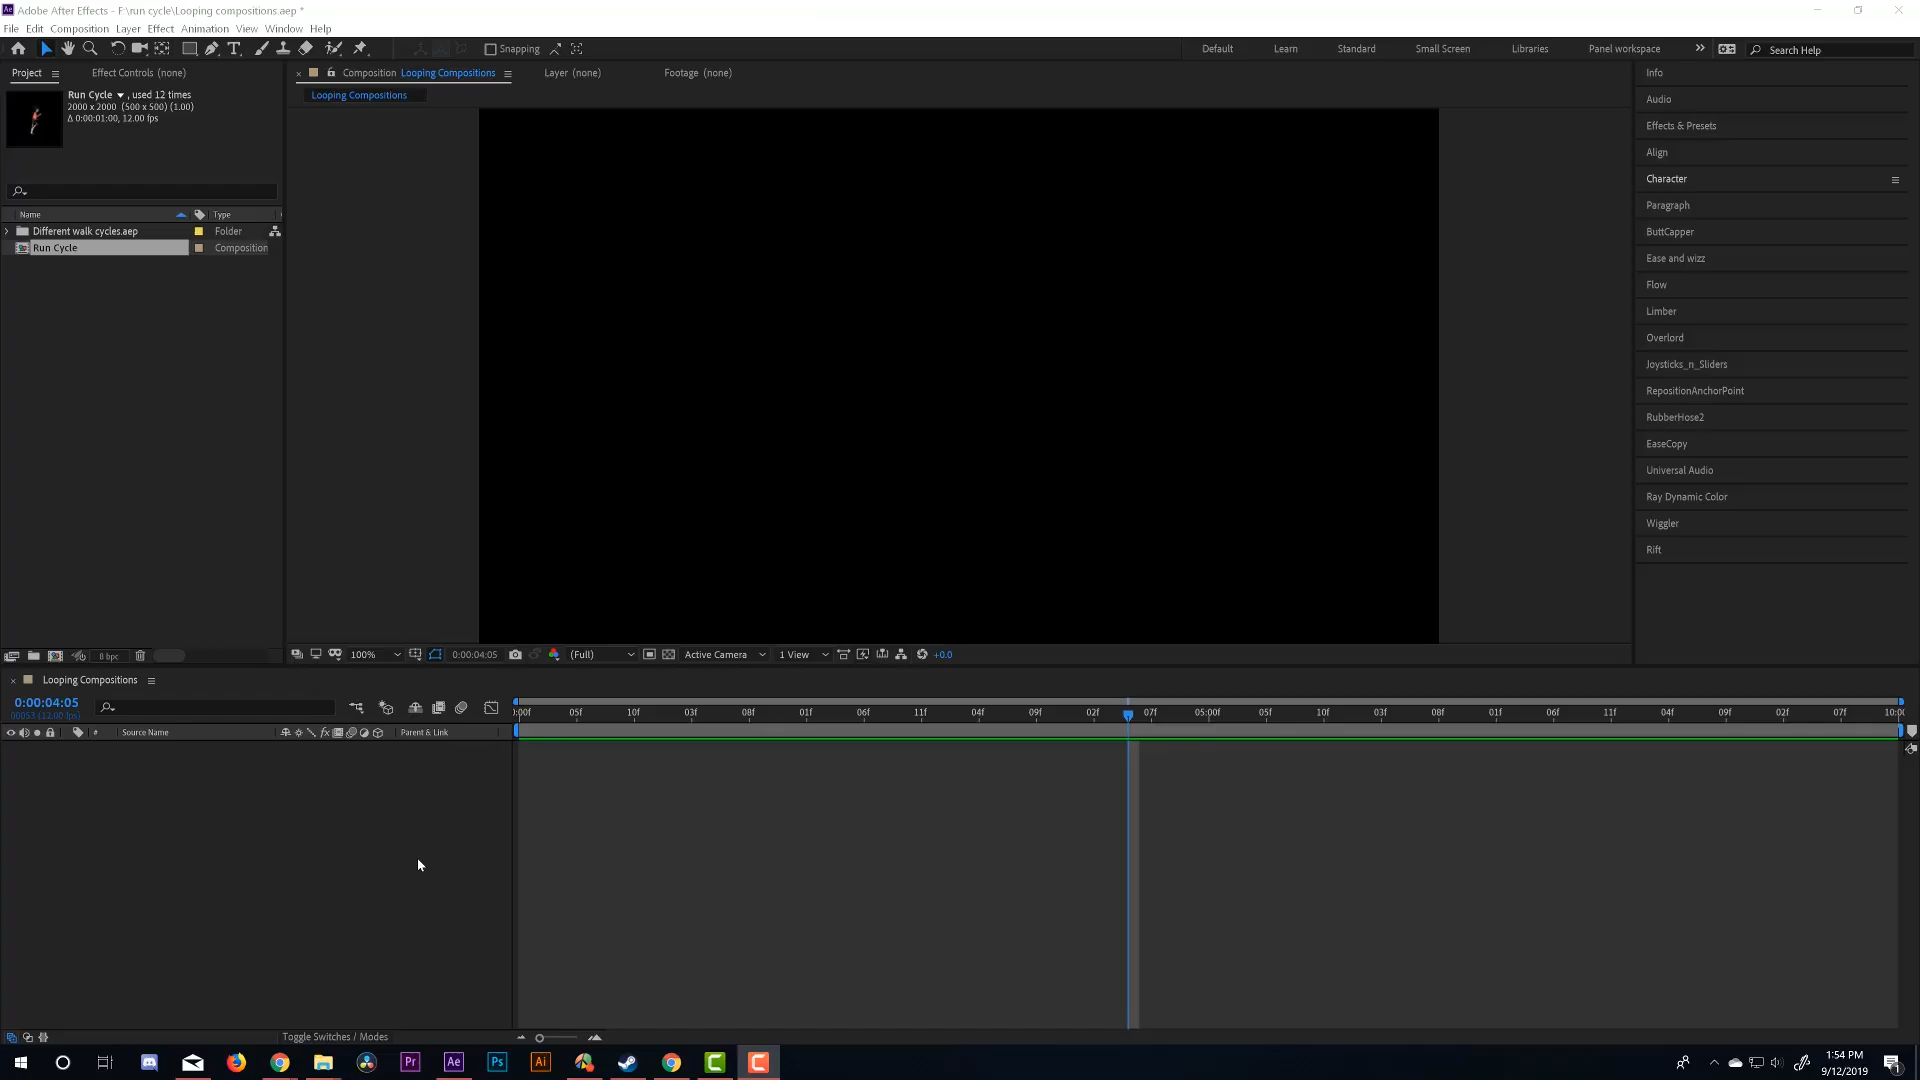 Adobe After Effects - F:\run cycle\Looping compositions.aep *
File Edit Composition Layer Effect Animation View Window Help
Snapping
Default Learn Standard Small Screen Libraries Panel workspace Search Help
Project Effect Controls (none)
Composition Looping Compositions Layer (none) Footage (none)
Looping Compositions
Run Cycle , used 12 times
2000 x 2000 (500 x 500) (1.00)
Δ 0:00:01:00, 12.00 fps
Name Type
Different walk cycles.aep Folder
Run Cycle Composition
Info
Audio
Effects & Presets
Align
Character
Paragraph
ButtCapper
Ease and wizz
Flow
Limber
Overlord
Joysticks_n_Sliders
RepositionAnchorPoint
RubberHose2
EaseCopy
Universal Audio
Ray Dynamic Color
Wiggler
Rift
8 bpc
100% 0:00:04:05 (Full) Active Camera 1 View +0.0
Looping Compositions
0:00:04:05
00053 (12.00 fps)
):00f 05f 10f 03f 08f 01f 06f 11f 04f 09f 02f 07f 05:00f 05f 10f 03f 08f 01f 06f 11f 04f 09f 02f 07f 10:0(
# Source Name fx Parent & Link
Toggle Switches / Modes
Pr Ae Ps Ai
1:54 PM
9/12/2019
1